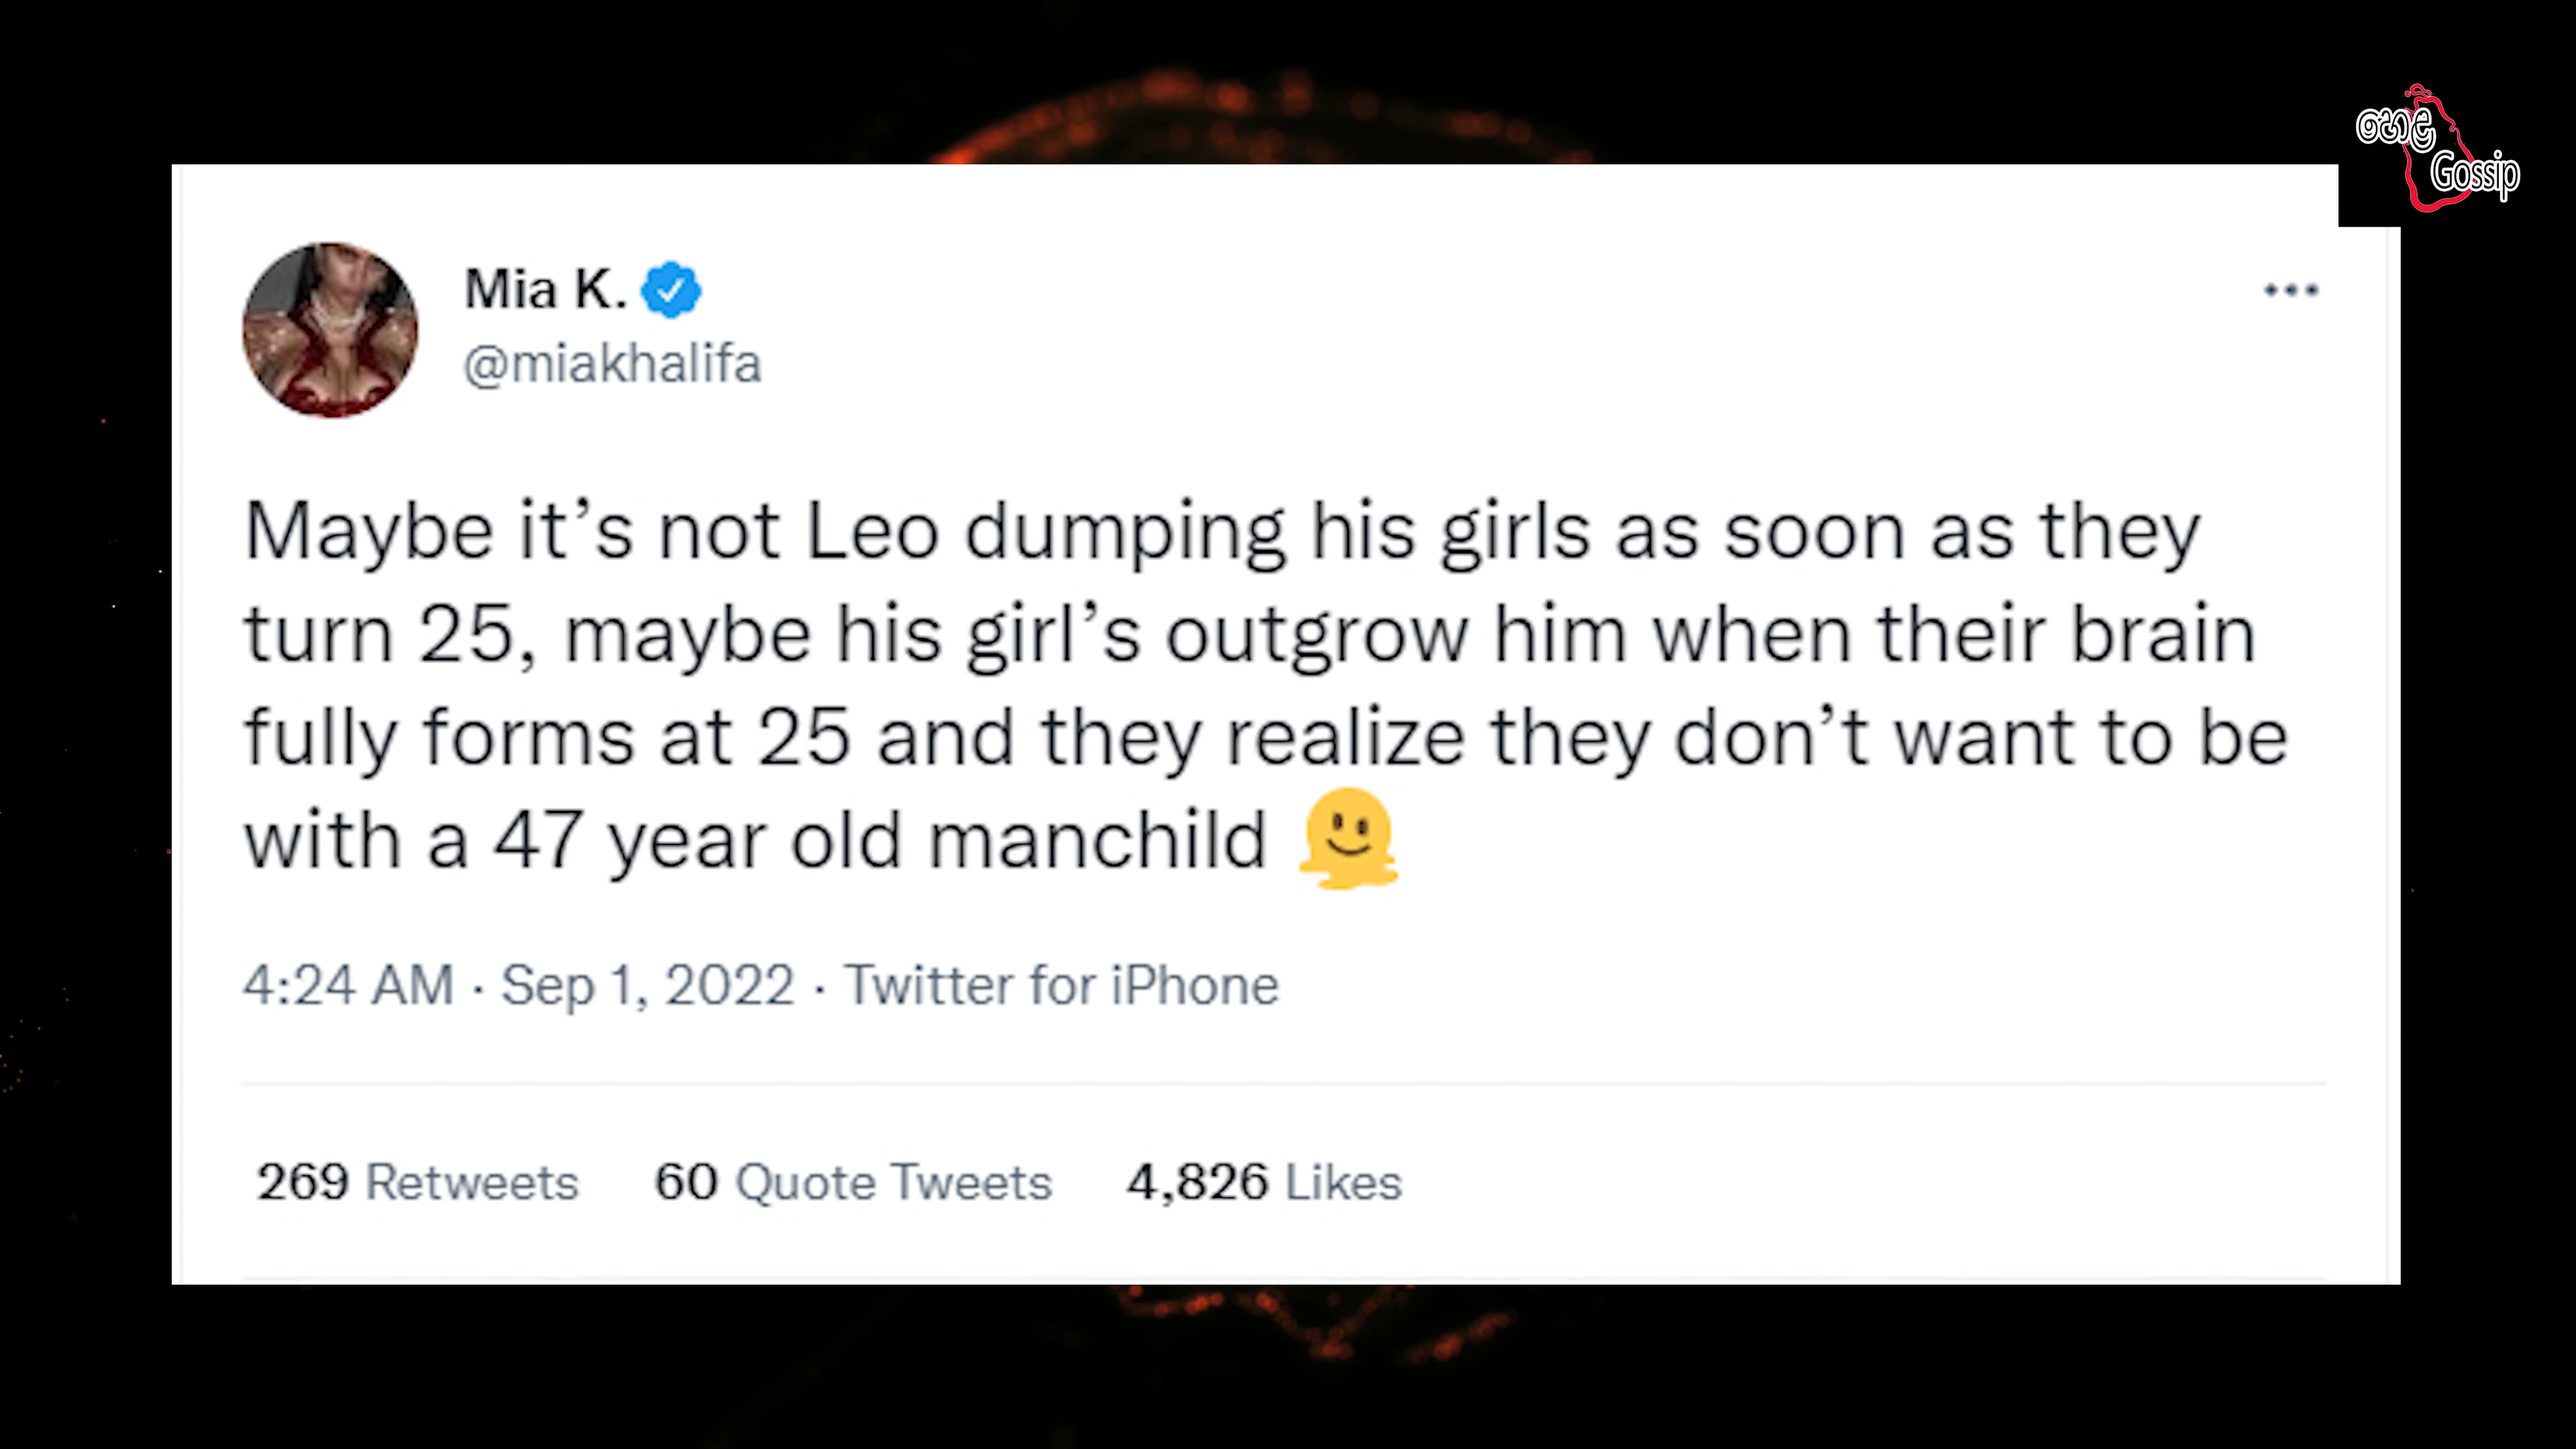 හෙළ
Gossip
Mia K.
@miakhalifa
Maybe it’s not Leo dumping his girls as soon as they
turn 25, maybe his girl’s outgrow him when their brain
fully forms at 25 and they realize they don’t want to be
with a 47 year old manchild 🫠
4:24 AM · Sep 1, 2022 · Twitter for iPhone
269 Retweets 60 Quote Tweets 4,826 Likes